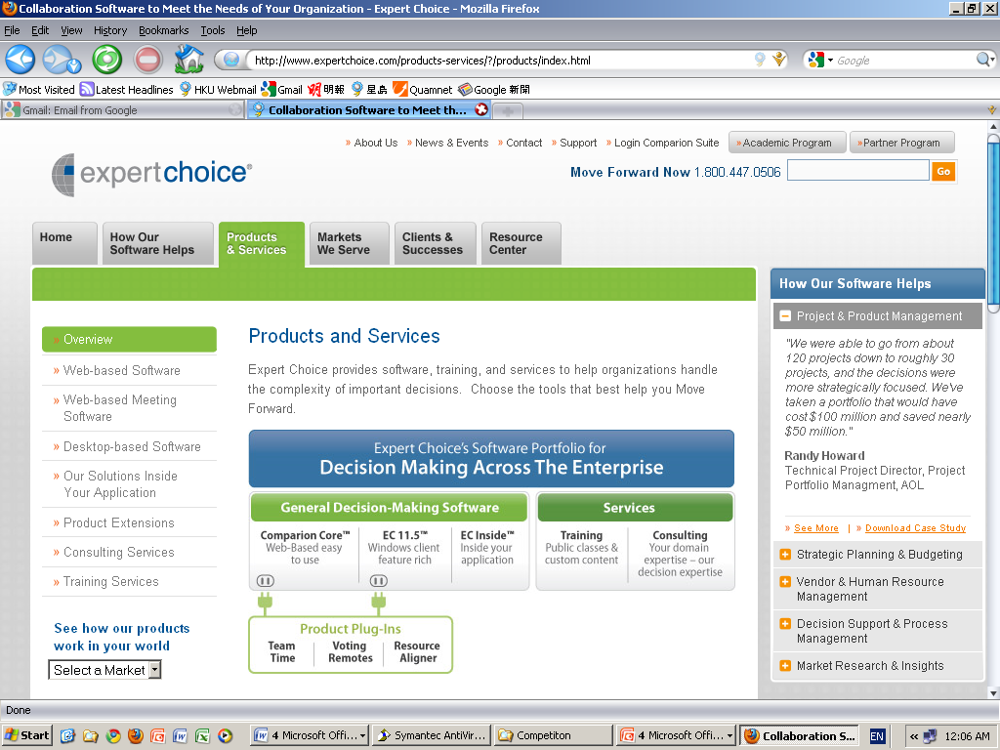 Collaboration Software to Meet the Needs of Your Organization - Expert Choice - Mozilla Firefox
File Edit View History Bookmarks Tools Help
http://www.expertchoice.com/products-services/?/products/index.html
Google
Most Visited Latest Headlines HKU Webmail Gmail 明報 星島 Quamnet Google 新聞
Gmail: Email from Google
Collaboration Software to Meet th...
» About Us » News & Events » Contact » Support » Login Comparion Suite » Academic Program » Partner Program
expertchoice®
Move Forward Now 1.800.447.0506
Go
Home
How Our
Software Helps
Products
& Services
Markets
We Serve
Clients &
Successes
Resource
Center
» Overview
» Web-based Software
» Web-based Meeting
Software
» Desktop-based Software
» Our Solutions Inside
Your Application
» Product Extensions
» Consulting Services
» Training Services
See how our products
work in your world
Select a Market
Products and Services
Expert Choice provides software, training, and services to help organizations handle
the complexity of important decisions. Choose the tools that best help you Move
Forward.
Expert Choice's Software Portfolio for
Decision Making Across The Enterprise
General Decision-Making Software
Comparion Core™
Web-Based easy
to use
EC 11.5™
Windows client
feature rich
EC Inside™
Inside your
application
Services
Training
Public classes &
custom content
Consulting
Your domain
expertise – our
decision expertise
Product Plug-Ins
Team
Time
Voting
Remotes
Resource
Aligner
How Our Software Helps
Project & Product Management
"We were able to go from about
120 projects down to roughly 30
projects, and the decisions were
more strategically focused. We've
taken a portfolio that would have
cost $100 million and saved nearly
$50 million."
Randy Howard
Technical Project Director, Project
Portfolio Managment, AOL
» See More | » Download Case Study
Strategic Planning & Budgeting
Vendor & Human Resource
Management
Decision Support & Process
Management
Market Research & Insights
Done
Start
4 Microsoft Offi...
Symantec AntiVir...
Competiton
4 Microsoft Offi...
Collaboration S...
EN
«
12:06 AM